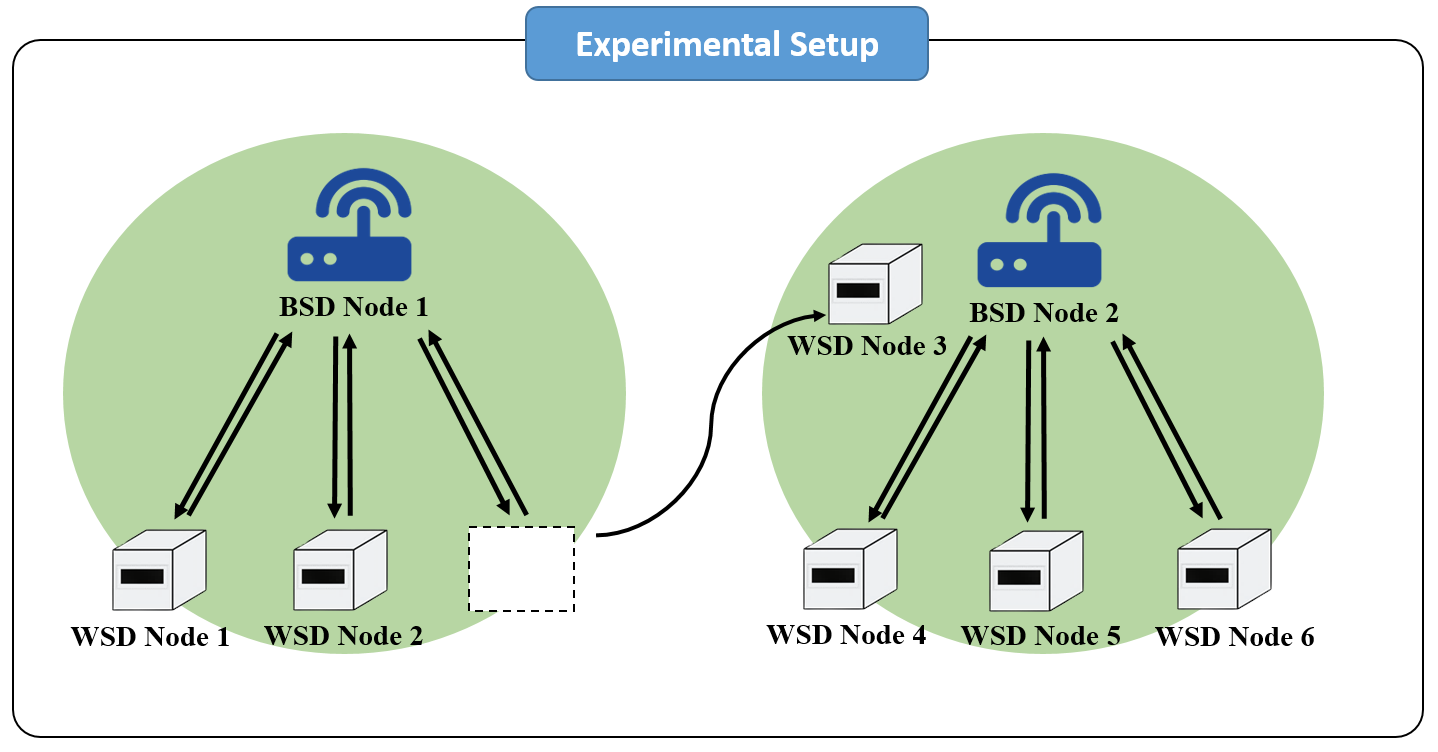 Experimental Setup
BSD Node 1
BSD Node 2
WSD Node 3
WSD Node 1
WSD Node 2
WSD Node 4
WSD Node 5
WSD Node 6